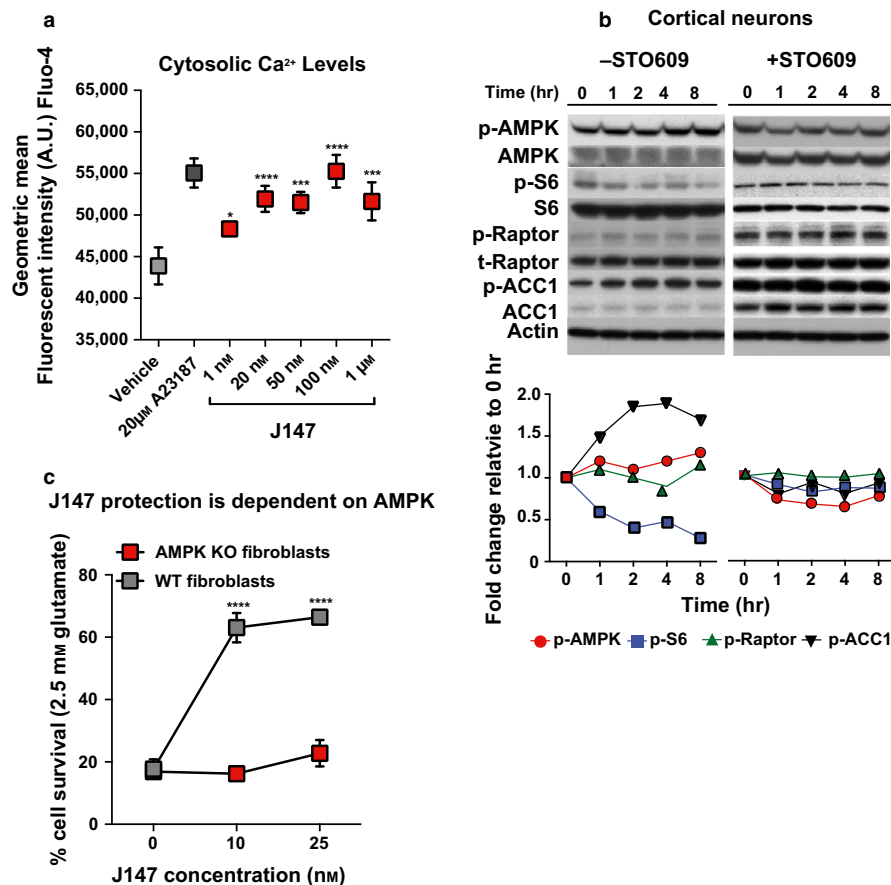 a
Cytosolic Ca²⁺ Levels
Geometric mean
Fluorescent intensity (A.U.) Fluo-4
65,000
60,000
55,000
50,000
45,000
40,000
35,000
*
****
***
****
***
Vehicle
20µM A23187
1 nM
20 nM
50 nM
100 nM
1 µM
J147
b
Cortical neurons
–STO609
+STO609
Time (hr)
0 1 2 4 8
0 1 2 4 8
p-AMPK
AMPK
p-S6
S6
p-Raptor
t-Raptor
p-ACC1
ACC1
Actin
Fold change relatvie to 0 hr
2.0
1.5
1.0
0.5
0
0 1 2 4 8
0 1 2 4 8
Time (hr)
p-AMPK p-S6 p-Raptor p-ACC1
c
J147 protection is dependent on AMPK
AMPK KO fibroblasts
WT fibroblasts
% cell survival (2.5 mM glutamate)
80
60
40
20
0
****
****
0 10 25
J147 concentration (nM)